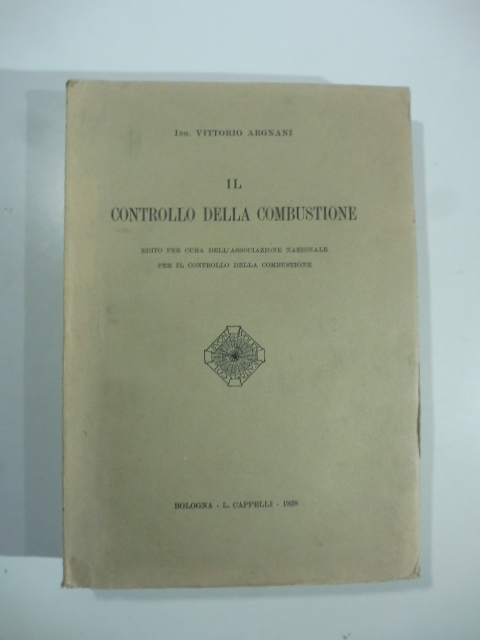 Ing. VITTORIO ARGNANI
IL
CONTROLLO DELLA COMBUSTIONE
EDITO PER CURA DELL'ASSOCIAZIONE NAZIONALE
PER IL CONTROLLO DELLA COMBUSTIONE
BOLOGNA - L. CAPPELLI - 1928